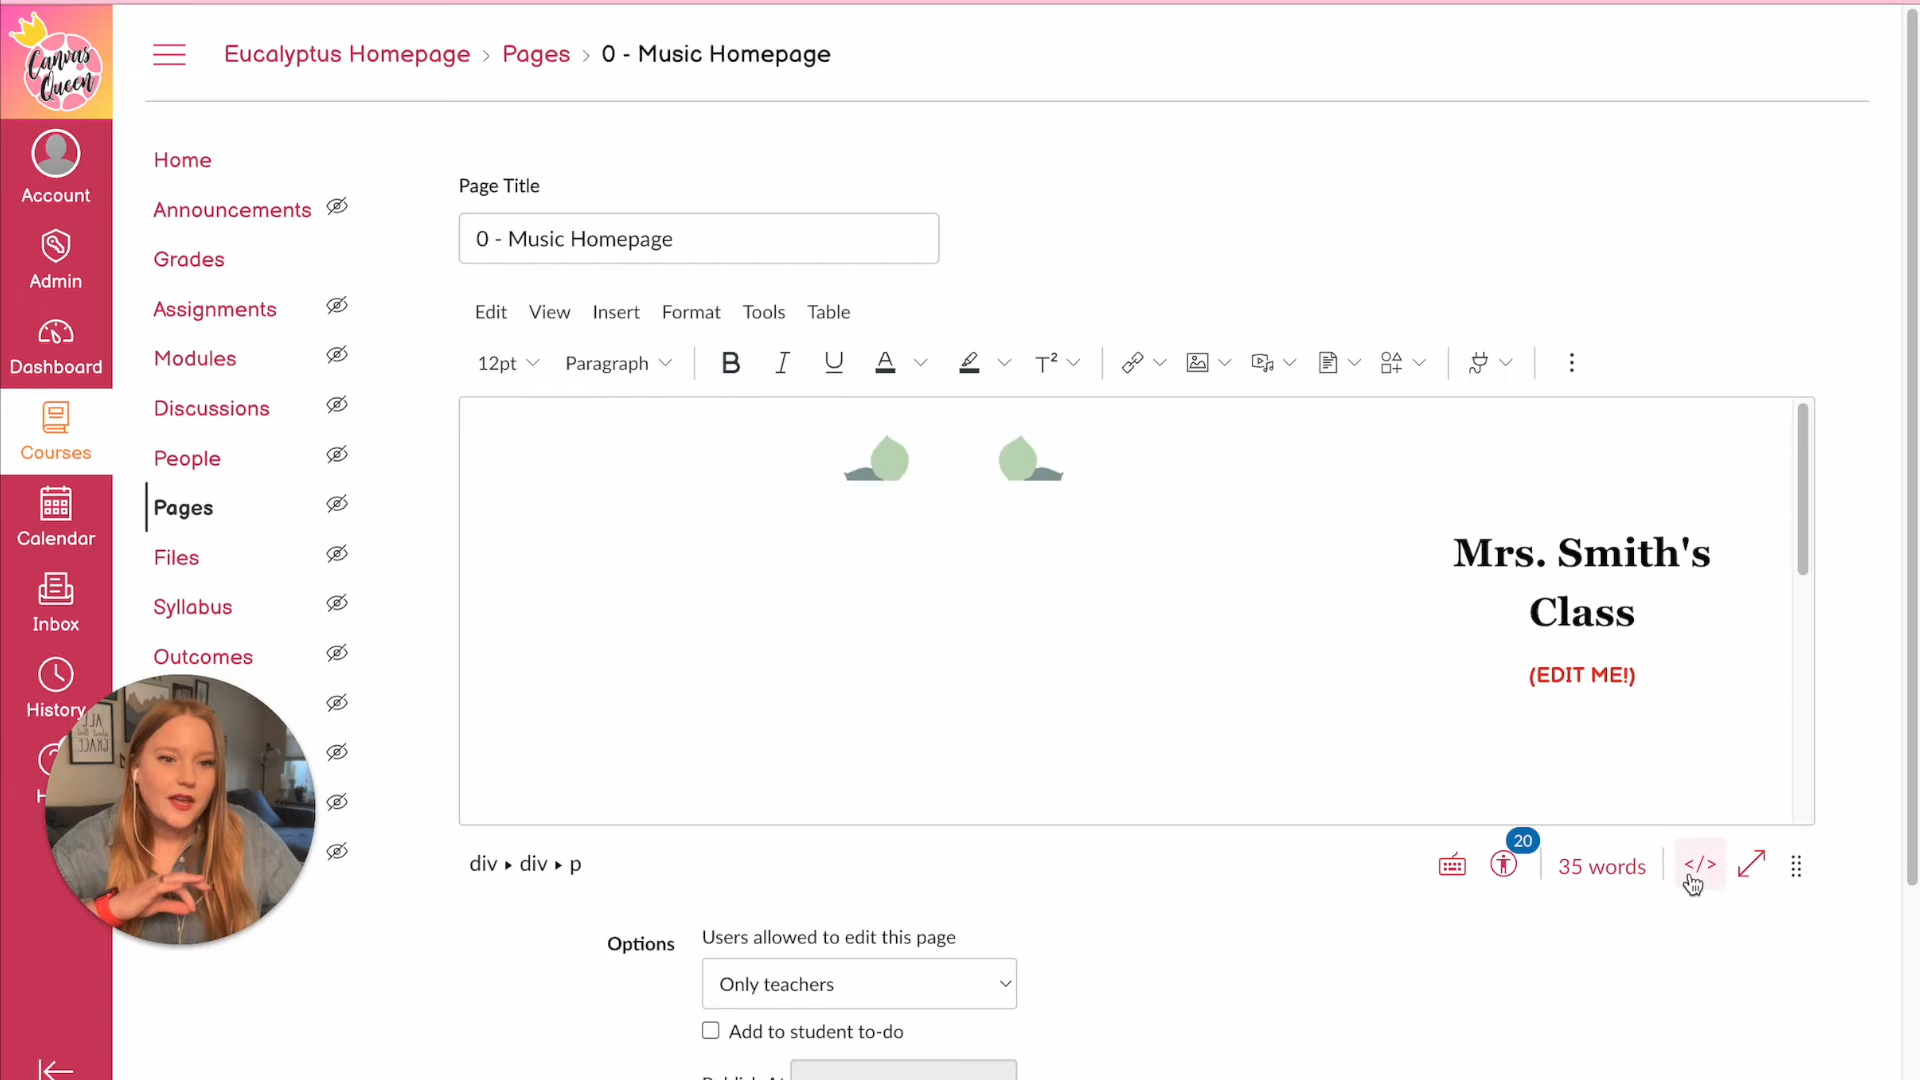 Canvas
Queen
Eucalyptus Homepage › Pages › 0 - Music Homepage
Account
Admin
Dashboard
Courses
Calendar
Inbox
History
H
Home
Announcements
Grades
Assignments
Modules
Discussions
People
Pages
Files
Syllabus
Outcomes
Page Title
0 - Music Homepage
Edit View Insert Format Tools Table
12pt Paragraph B I U A T²
Mrs. Smith's
Class
(EDIT ME!)
div ▸ div ▸ p
20
35 words </>
Options
Users allowed to edit this page
Only teachers
Add to student to-do
ALL
GRACE